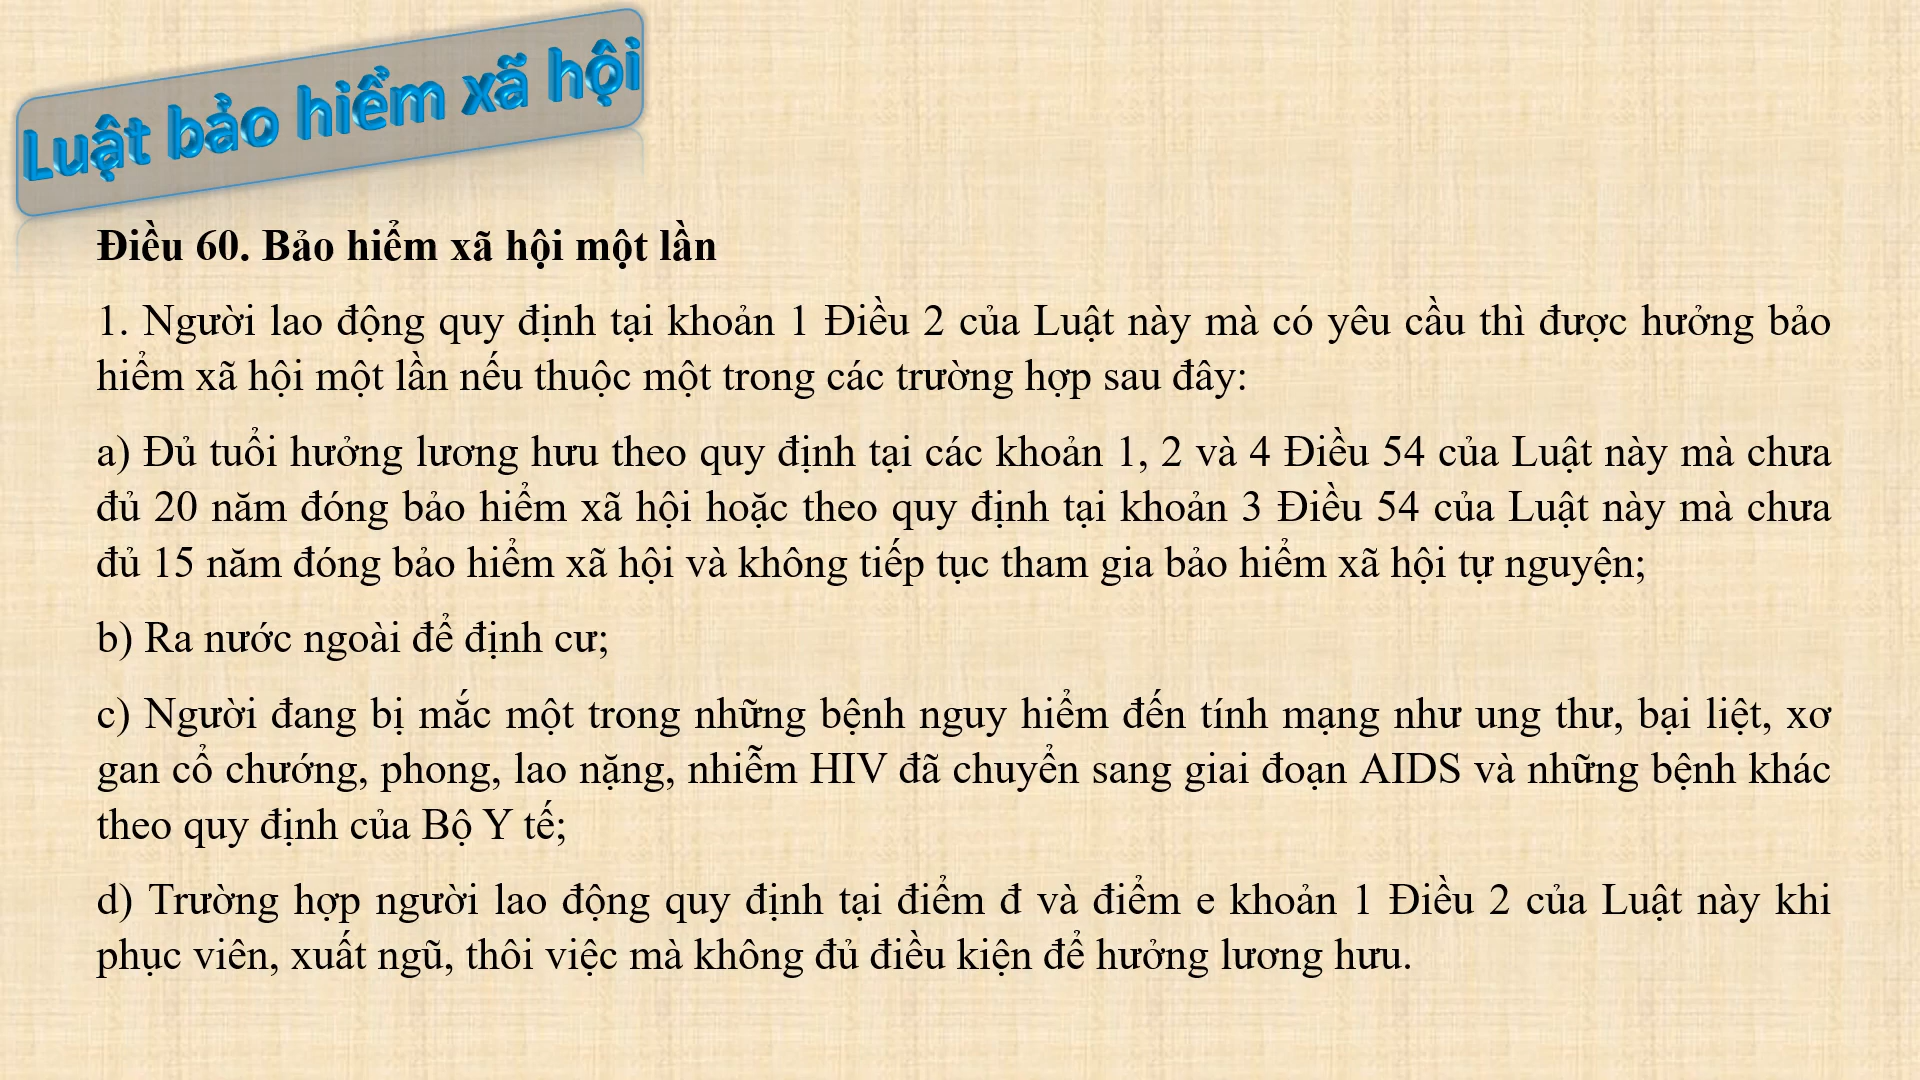 Luật bảo hiểm xã hội
Điều 60. Bảo hiểm xã hội một lần
1. Người lao động quy định tại khoản 1 Điều 2 của Luật này mà có yêu cầu thì được hưởng bảo
hiểm xã hội một lần nếu thuộc một trong các trường hợp sau đây:
a) Đủ tuổi hưởng lương hưu theo quy định tại các khoản 1, 2 và 4 Điều 54 của Luật này mà chưa
đủ 20 năm đóng bảo hiểm xã hội hoặc theo quy định tại khoản 3 Điều 54 của Luật này mà chưa
đủ 15 năm đóng bảo hiểm xã hội và không tiếp tục tham gia bảo hiểm xã hội tự nguyện;
b) Ra nước ngoài để định cư;
c) Người đang bị mắc một trong những bệnh nguy hiểm đến tính mạng như ung thư, bại liệt, xơ
gan cổ chướng, phong, lao nặng, nhiễm HIV đã chuyển sang giai đoạn AIDS và những bệnh khác
theo quy định của Bộ Y tế;
d) Trường hợp người lao động quy định tại điểm đ và điểm e khoản 1 Điều 2 của Luật này khi
phục viên, xuất ngũ, thôi việc mà không đủ điều kiện để hưởng lương hưu.